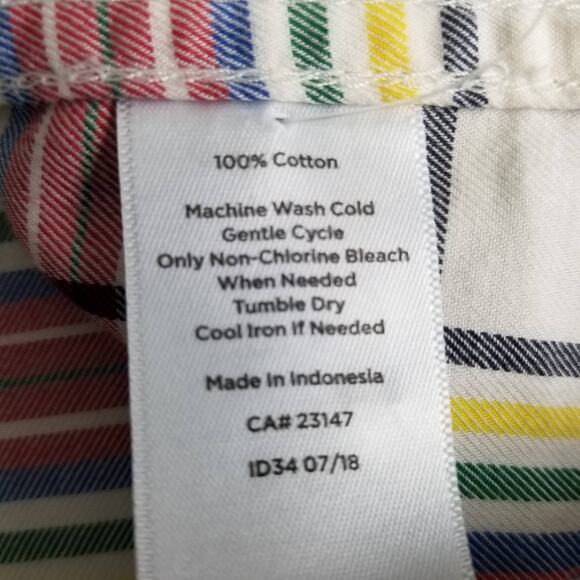 100% Cotton
Machine Wash Cold
Gentle Cycle
Only Non-Chlorine Bleach
When Needed
Tumble Dry
Cool Iron If Needed
Made In Indonesia
CA# 23147
ID34 07/18